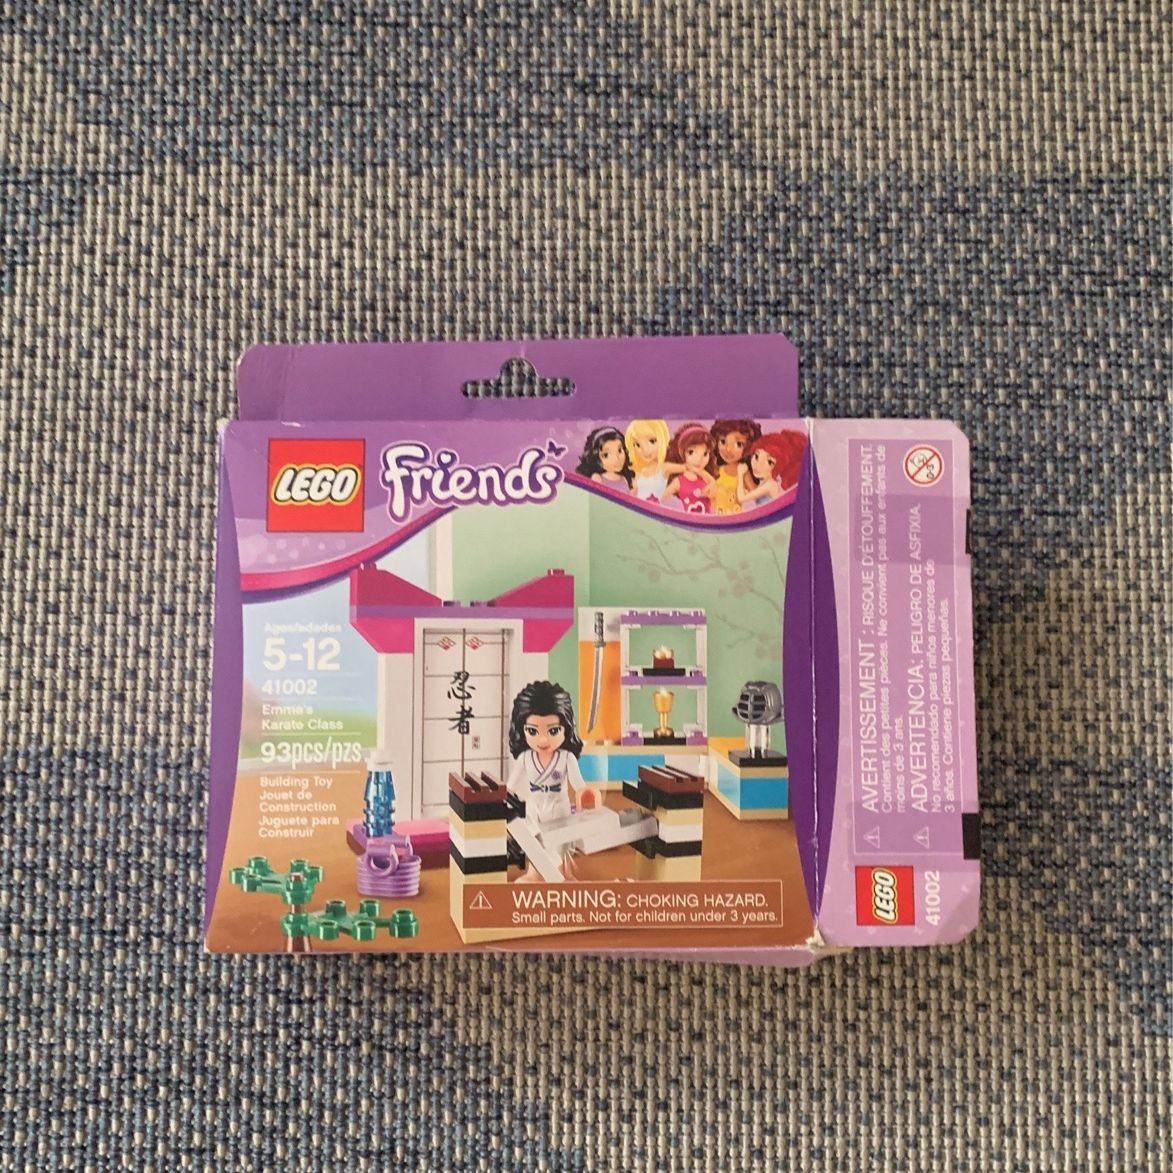 LEGO
Friends
Ages/edades
5-12
41002
Emma's
Karate Class
93pcs/pzs
Building Toy
Jouet de
Construction
Juguete para
Construir
忍
者
WARNING: CHOKING HAZARD.
Small parts. Not for children under 3 years.
AVERTISSEMENT : RISQUE D'ÉTOUFFEMENT.
Contient des petites pièces. Ne convient pas aux enfants de
moins de 3 ans.
ADVERTENCIA: PELIGRO DE ASFIXIA.
No recomendado para niños menores de
3 años. Contiene piezas pequeñas.
0-3
LEGO
41002